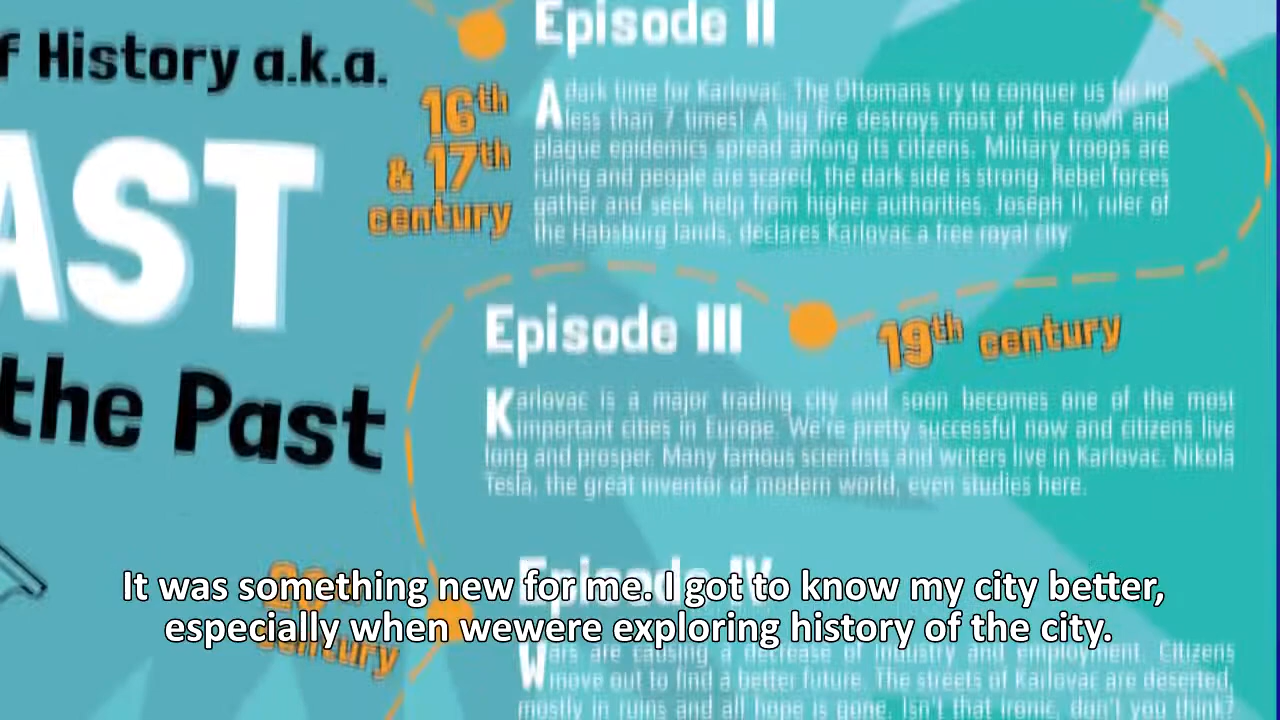 f History a.k.a.
AST
the Past
Episode II
16th
& 17th
century
A dark time for Karlovac. The Ottomans try to conquer us for no
less than 7 times! A big fire destroys most of the town and
plague epidemics spread among its citizens. Military troops are
ruling and people are scared, the dark side is strong. Rebel forces
gather and seek help from higher authorities. Joseph II, ruler of
the Habsburg lands, declares Karlovac a free royal city.
Episode III
19th century
Karlovac is a major trading city and soon becomes one of the most
important cities in Europe. We're pretty successful now and citizens live
long and prosper. Many famous scientists and writers live in Karlovac. Nikola
Tesla, the great inventor of modern world, even studies here.
Episode IV
20th
century
Wars are causing a decrease of industry and employment. Citizens
move out to find a better future. The streets of Karlovac are deserted,
mostly in ruins and all hope is gone. Isn't that ironic, don't you think?
It was something new for me. I got to know my city better,
especially when wewere exploring history of the city.